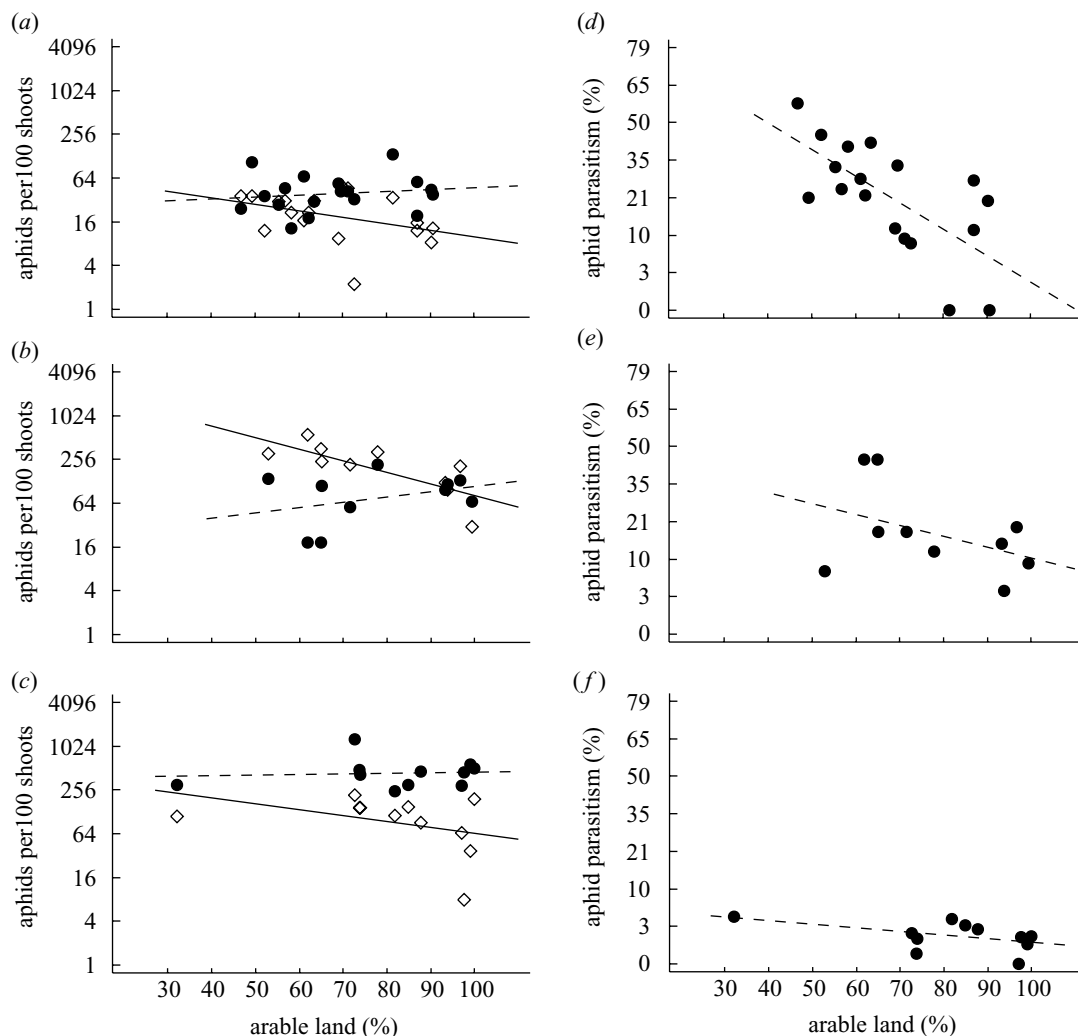 (a)
4096
1024
256
64
16
4
1
aphids per100 shoots
(d)
79
65
50
35
21
10
3
0
aphid parasitism (%)
(b)
4096
1024
256
64
16
4
1
aphids per100 shoots
(e)
79
65
50
35
21
10
3
0
aphid parasitism (%)
(c)
4096
1024
256
64
16
4
1
aphids per100 shoots
30 40 50 60 70 80 90 100
arable land (%)
(f)
79
65
50
35
21
10
3
0
aphid parasitism (%)
30 40 50 60 70 80 90 100
arable land (%)